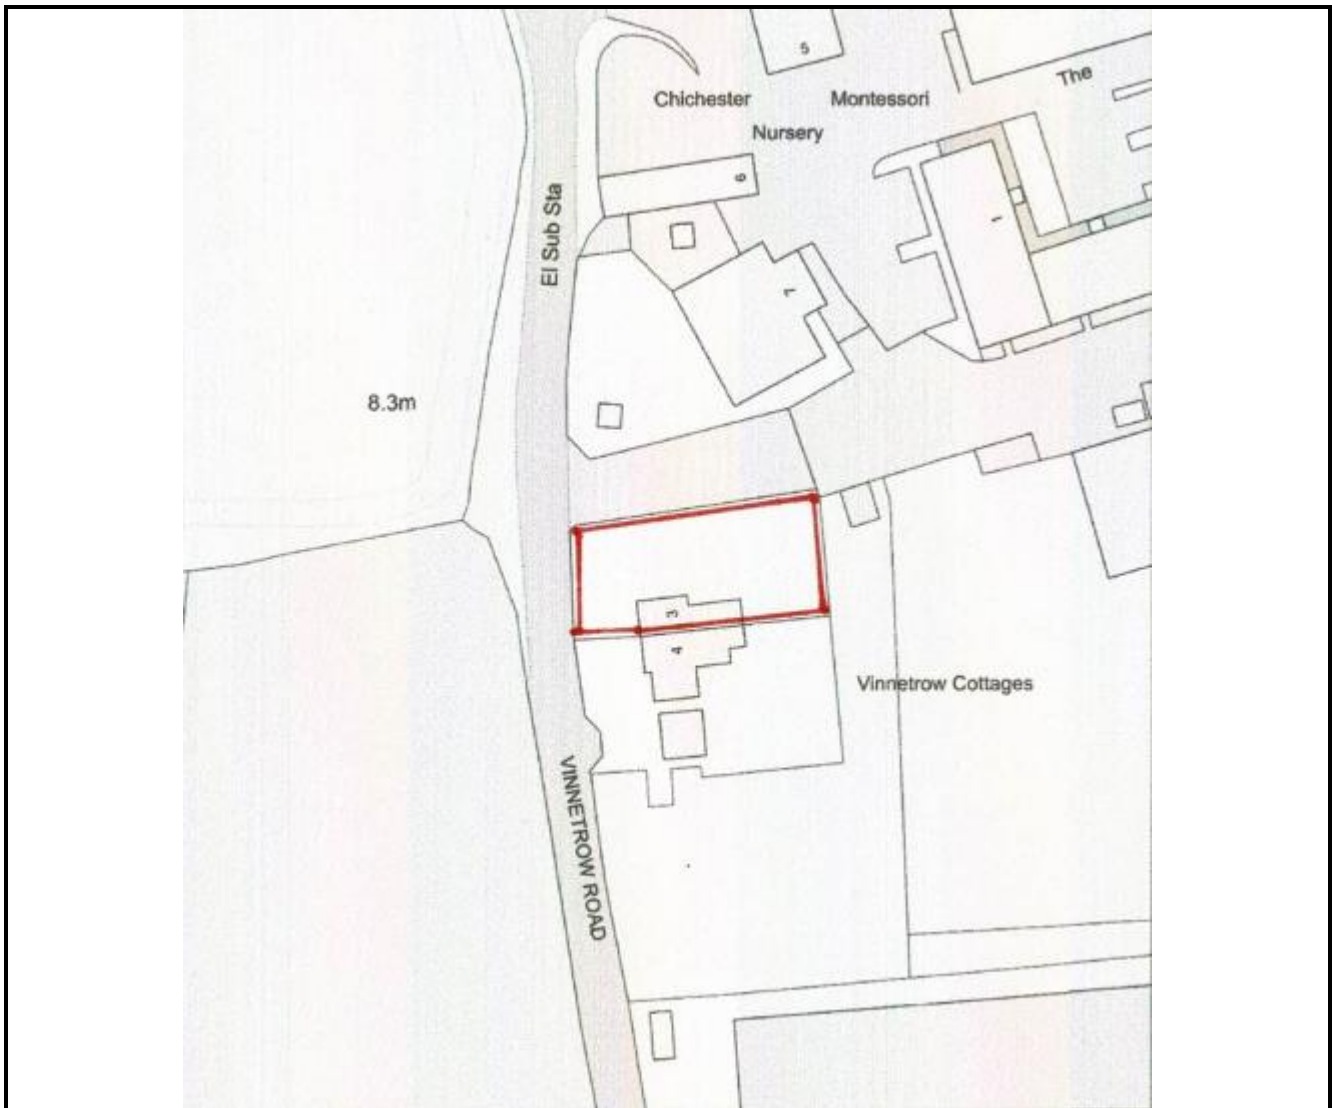 5
The
Chichester Montessori
Nursery
6
El Sub Sta
1
7
8.3m
3
4
Vinnetrow Cottages
VINNETROW ROAD